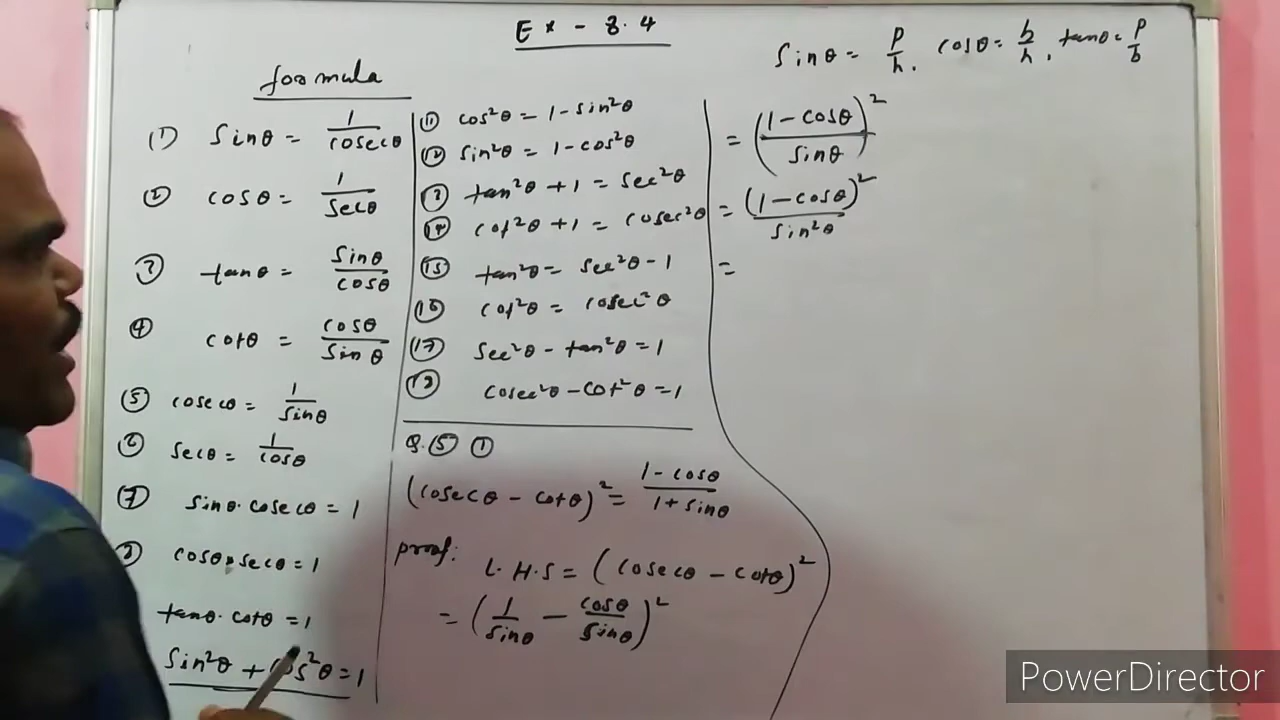 Ex - 8.4
Sinθ = P/h, cosθ = b/h, tanθ = P/b
formula
(1) Sinθ = 1/cosecθ
② cosθ = 1/secθ
③ tanθ = sinθ/cosθ
④ cotθ = cosθ/sinθ
⑤ cosecθ = 1/sinθ
⑥ secθ = 1/cosθ
⑦ sinθ. cosecθ = 1
⑧ cosθ.secθ = 1
tanθ. cotθ = 1
Sin²θ + cos²θ = 1
⑪ cos²θ = 1 - sin²θ
⑫ sin²θ = 1 - cos²θ
⑬ tan²θ + 1 = sec²θ
⑭ cot²θ + 1 = cosec²θ
⑮ tan²θ = sec²θ - 1
⑯ cot²θ = cosec²θ
⑰ sec²θ - tan²θ = 1
⑱ cosec²θ - cot²θ = 1
Q.⑤ ①
(cosecθ - cotθ)² = 1 - cosθ/1 + sinθ
Proof:
L.H.S = (cosecθ - cotθ)²
= (1/sinθ - cosθ/sinθ)²
= (1 - cosθ/sinθ)²
= (1 - cosθ)²/sin²θ
=
PowerDirector